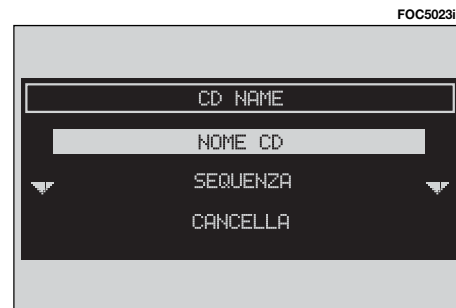 FOC5023i
CD NAME
NOME CD
SEQUENZA
CANCELLA